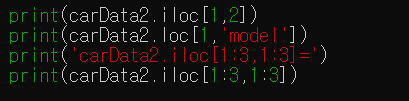 print(carData2.iloc[1,2])
print(carData2.loc[1,'model'])
print('carData2.iloc[1:3,1:3]=')
print(carData2.iloc[1:3,1:3])